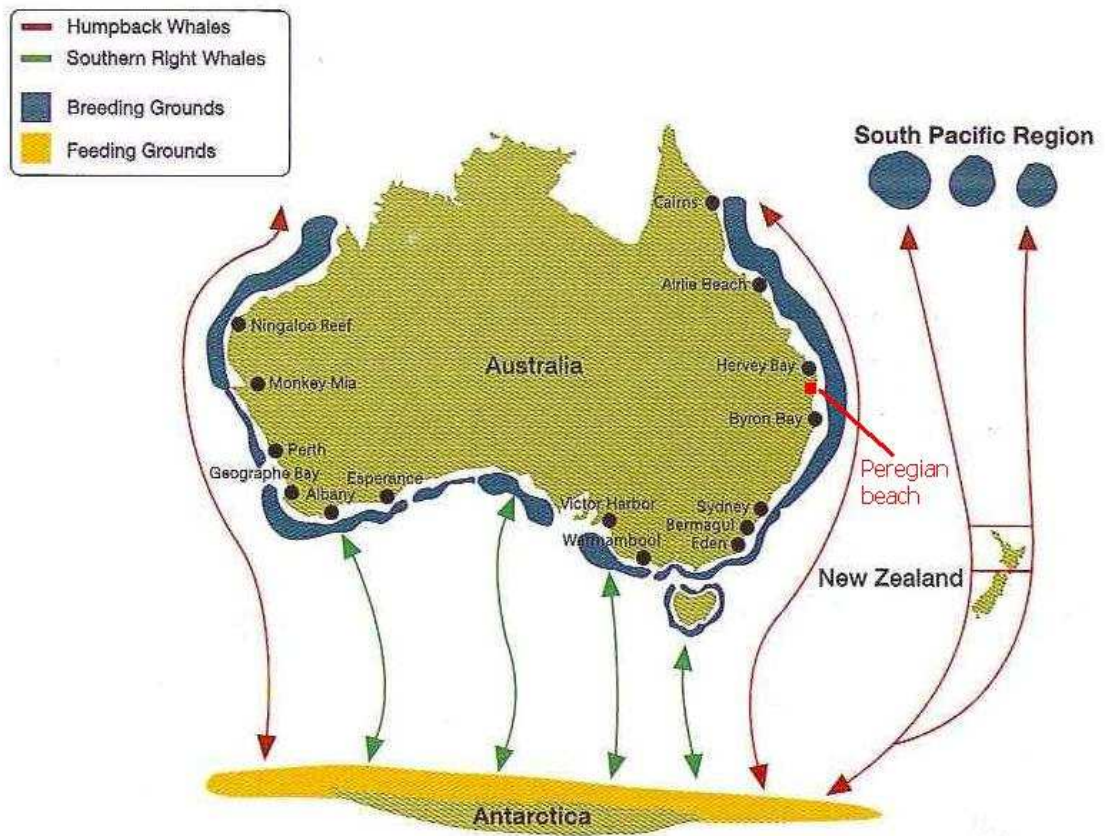 Humpback Whales
Southern Right Whales
Breeding Grounds
Feeding Grounds
South Pacific Region
Cairns
Airlie Beach
Ningaloo Reef
Australia
Hervey Bay
Monkey Mia
Byron Bay
Perth
Peregian
beach
Geographe Bay
Esperance
Albany
Victor Harbor
Sydney
Bermagui
Warrnambool
Eden
New Zealand
Antarctica